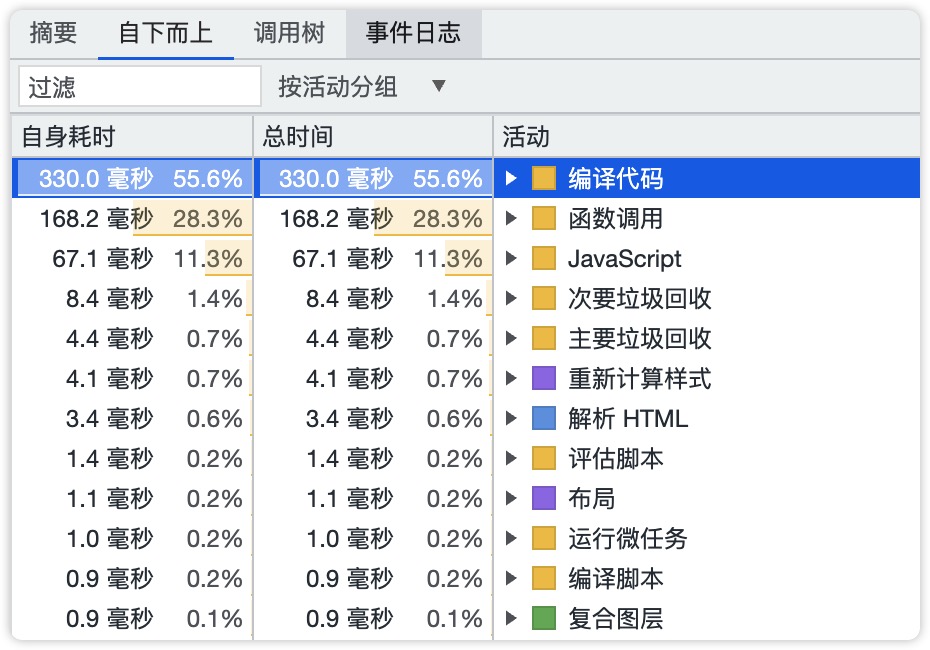 摘要 自下而上 调用树 事件日志
过滤 按活动分组 ▼
自身耗时 总时间 活动
330.0 毫秒 55.6% 330.0 毫秒 55.6% 编译代码
168.2 毫秒 28.3% 168.2 毫秒 28.3% 函数调用
67.1 毫秒 11.3% 67.1 毫秒 11.3% JavaScript
8.4 毫秒 1.4% 8.4 毫秒 1.4% 次要垃圾回收
4.4 毫秒 0.7% 4.4 毫秒 0.7% 主要垃圾回收
4.1 毫秒 0.7% 4.1 毫秒 0.7% 重新计算样式
3.4 毫秒 0.6% 3.4 毫秒 0.6% 解析 HTML
1.4 毫秒 0.2% 1.4 毫秒 0.2% 评估脚本
1.1 毫秒 0.2% 1.1 毫秒 0.2% 布局
1.0 毫秒 0.2% 1.0 毫秒 0.2% 运行微任务
0.9 毫秒 0.2% 0.9 毫秒 0.2% 编译脚本
0.9 毫秒 0.1% 0.9 毫秒 0.1% 复合图层